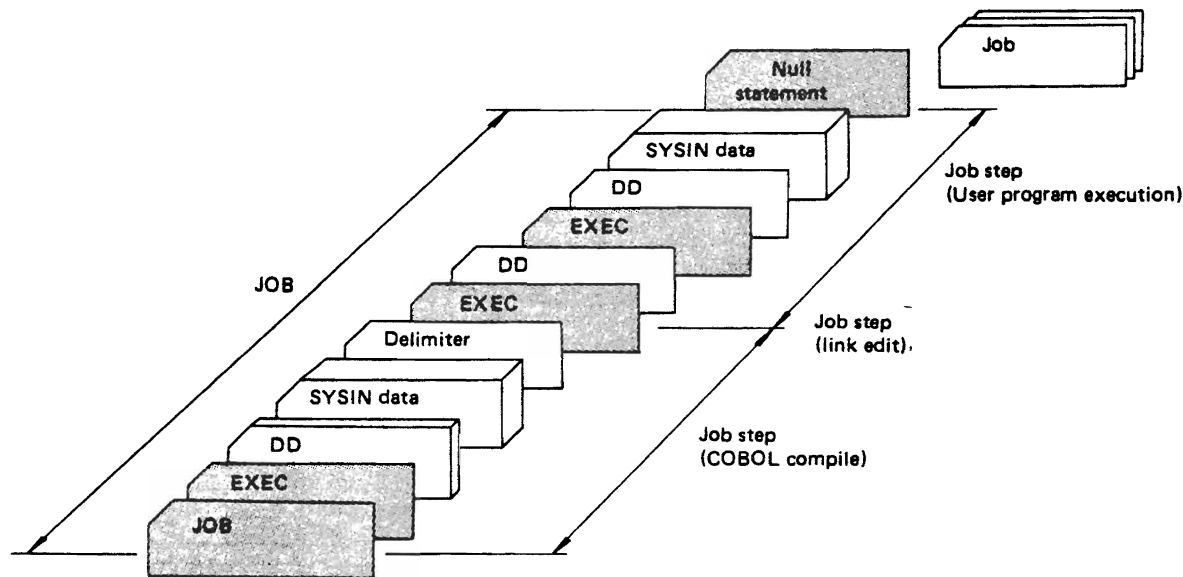 Job
Null
statement
SYSIN data
Job step
(User program execution)
DD
EXEC
DD
JOB
EXEC
Job step
(link edit)
Delimiter
SYSIN data
Job step
(COBOL compile)
DD
EXEC
JOB